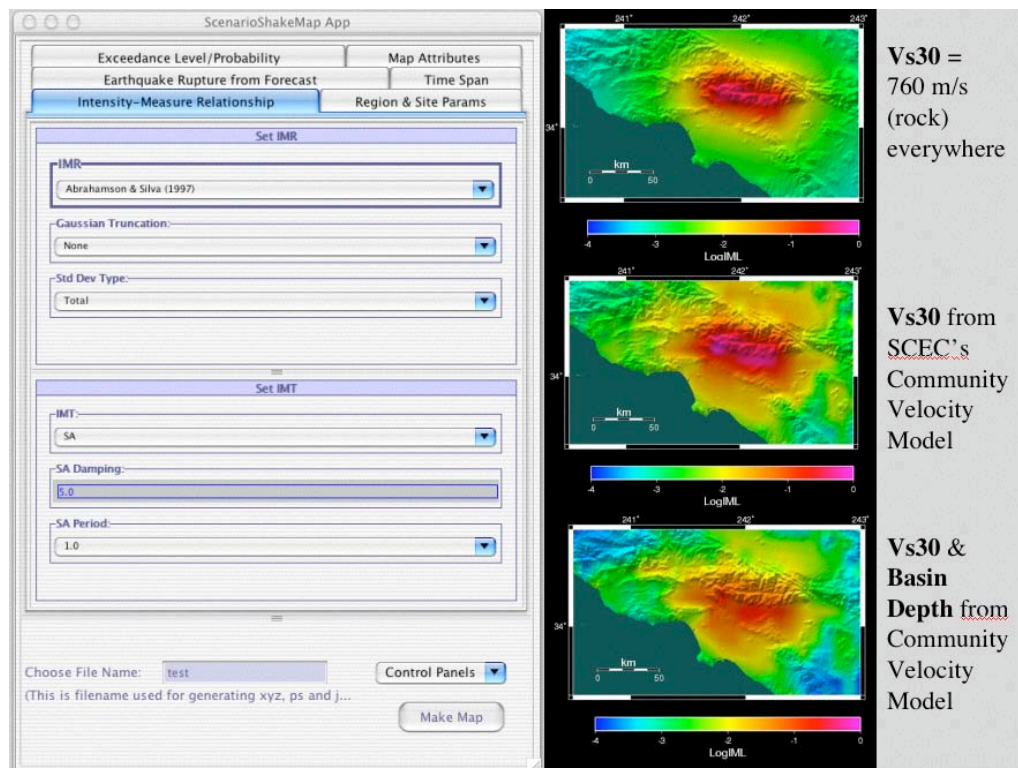 ScenarioShakeMap App
Exceedance Level/Probability
Map Attributes
Earthquake Rupture from Forecast
Time Span
Intensity-Measure Relationship
Region & Site Params
Set IMR
IMR
Abrahamson & Silva (1997)
Gaussian Truncation:
None
Std Dev Type:
Total
Set IMT
IMT:
SA
SA Damping:
5.0
SA Period:
1.0
Choose File Name:
test
Control Panels
(This is filename used for generating xyz, ps and j...
Make Map
241°
242°
243°
34°
km
0
50
-4
-3
-2
-1
0
LogIML
241°
242°
243°
34°
km
0
50
-4
-3
-2
-1
0
LogIML
241°
242°
243°
34°
km
0
50
-4
-3
-2
-1
0
LogIML
Vs30 =
760 m/s
(rock)
everywhere
Vs30 from
SCEC's
Community
Velocity
Model
Vs30 &
Basin
Depth from
Community
Velocity
Model